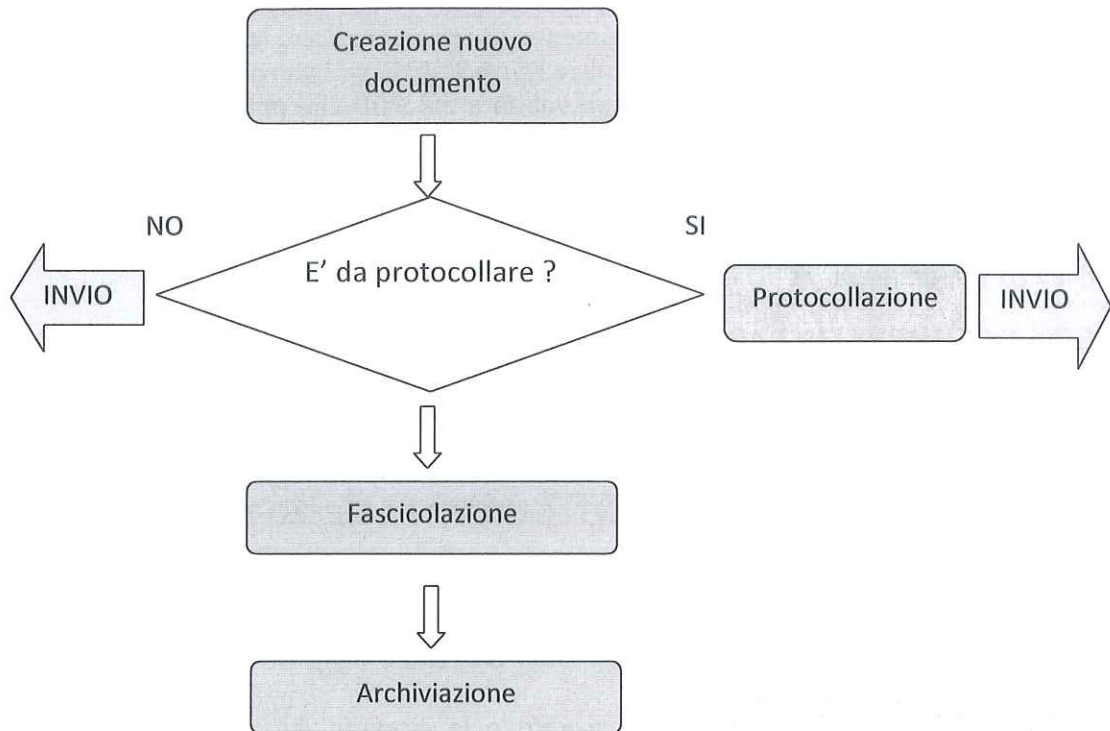 Creazione nuovo
documento
NO
SI
E' da protocollare ?
INVIO
Protocollazione
INVIO
Fascicolazione
Archiviazione